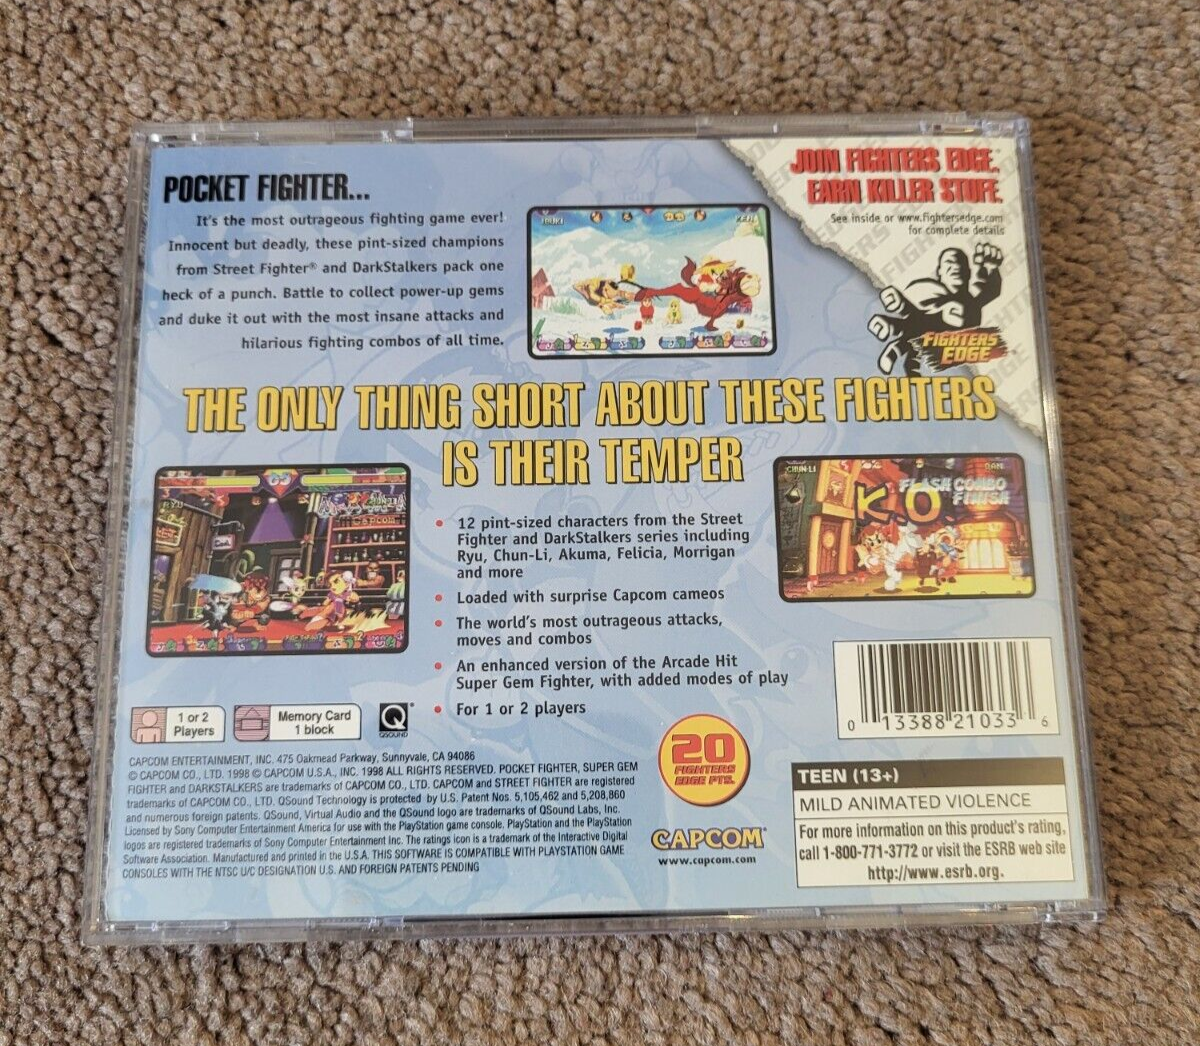 POCKET FIGHTER...
It's the most outrageous fighting game ever!
Innocent but deadly, these pint-sized champions
from Street Fighter® and DarkStalkers pack one
heck of a punch. Battle to collect power-up gems
and duke it out with the most insane attacks and
hilarious fighting combos of all time.
JOIN FIGHTERS EDGE.™
EARN KILLER STUFF.
See inside or www.fightersedge.com
for complete details
FIGHTERS
EDGE
THE ONLY THING SHORT ABOUT THESE FIGHTERS
IS THEIR TEMPER
RYU
Capcom
CHUN-LI
DAN
FLASH COMBO
FINISH
K.O.
• 12 pint-sized characters from the Street
Fighter and DarkStalkers series including
Ryu, Chun-Li, Akuma, Felicia, Morrigan
and more
• Loaded with surprise Capcom cameos
• The world's most outrageous attacks,
moves and combos
• An enhanced version of the Arcade Hit
Super Gem Fighter, with added modes of play
• For 1 or 2 players
1 or 2
Players
Memory Card
1 block
Q
QSOUND
0 13388 21033 6
CAPCOM ENTERTAINMENT, INC. 475 Oakmead Parkway, Sunnyvale, CA 94086
© CAPCOM CO., LTD. 1998 © CAPCOM U.S.A., INC. 1998 ALL RIGHTS RESERVED. POCKET FIGHTER, SUPER GEM
FIGHTER and DARKSTALKERS are trademarks of CAPCOM CO., LTD. CAPCOM and STREET FIGHTER are registered
trademarks of CAPCOM CO., LTD. QSound Technology is protected by U.S. Patent Nos. 5,105,462 and 5,208,860
and numerous foreign patents. QSound, Virtual Audio and the Q QSound logo are trademarks of QSound Labs, Inc.
Licensed by Sony Computer Entertainment America for use with the PlayStation game console. PlayStation and the PlayStation
logos are registered trademarks of Sony Computer Entertainment Inc. The ratings icon is a trademark of the Interactive Digital
Software Association. Manufactured and printed in the U.S.A. THIS SOFTWARE IS COMPATIBLE WITH PLAYSTATION GAME
CONSOLES WITH THE NTSC U/C DESIGNATION U.S. AND FOREIGN PATENTS PENDING
20
FIGHTERS
EDGE PTS.
CAPCOM®
www.capcom.com
TEEN (13+)
MILD ANIMATED VIOLENCE
For more information on this product's rating,
call 1-800-771-3772 or visit the ESRB web site
http://www.esrb.org.